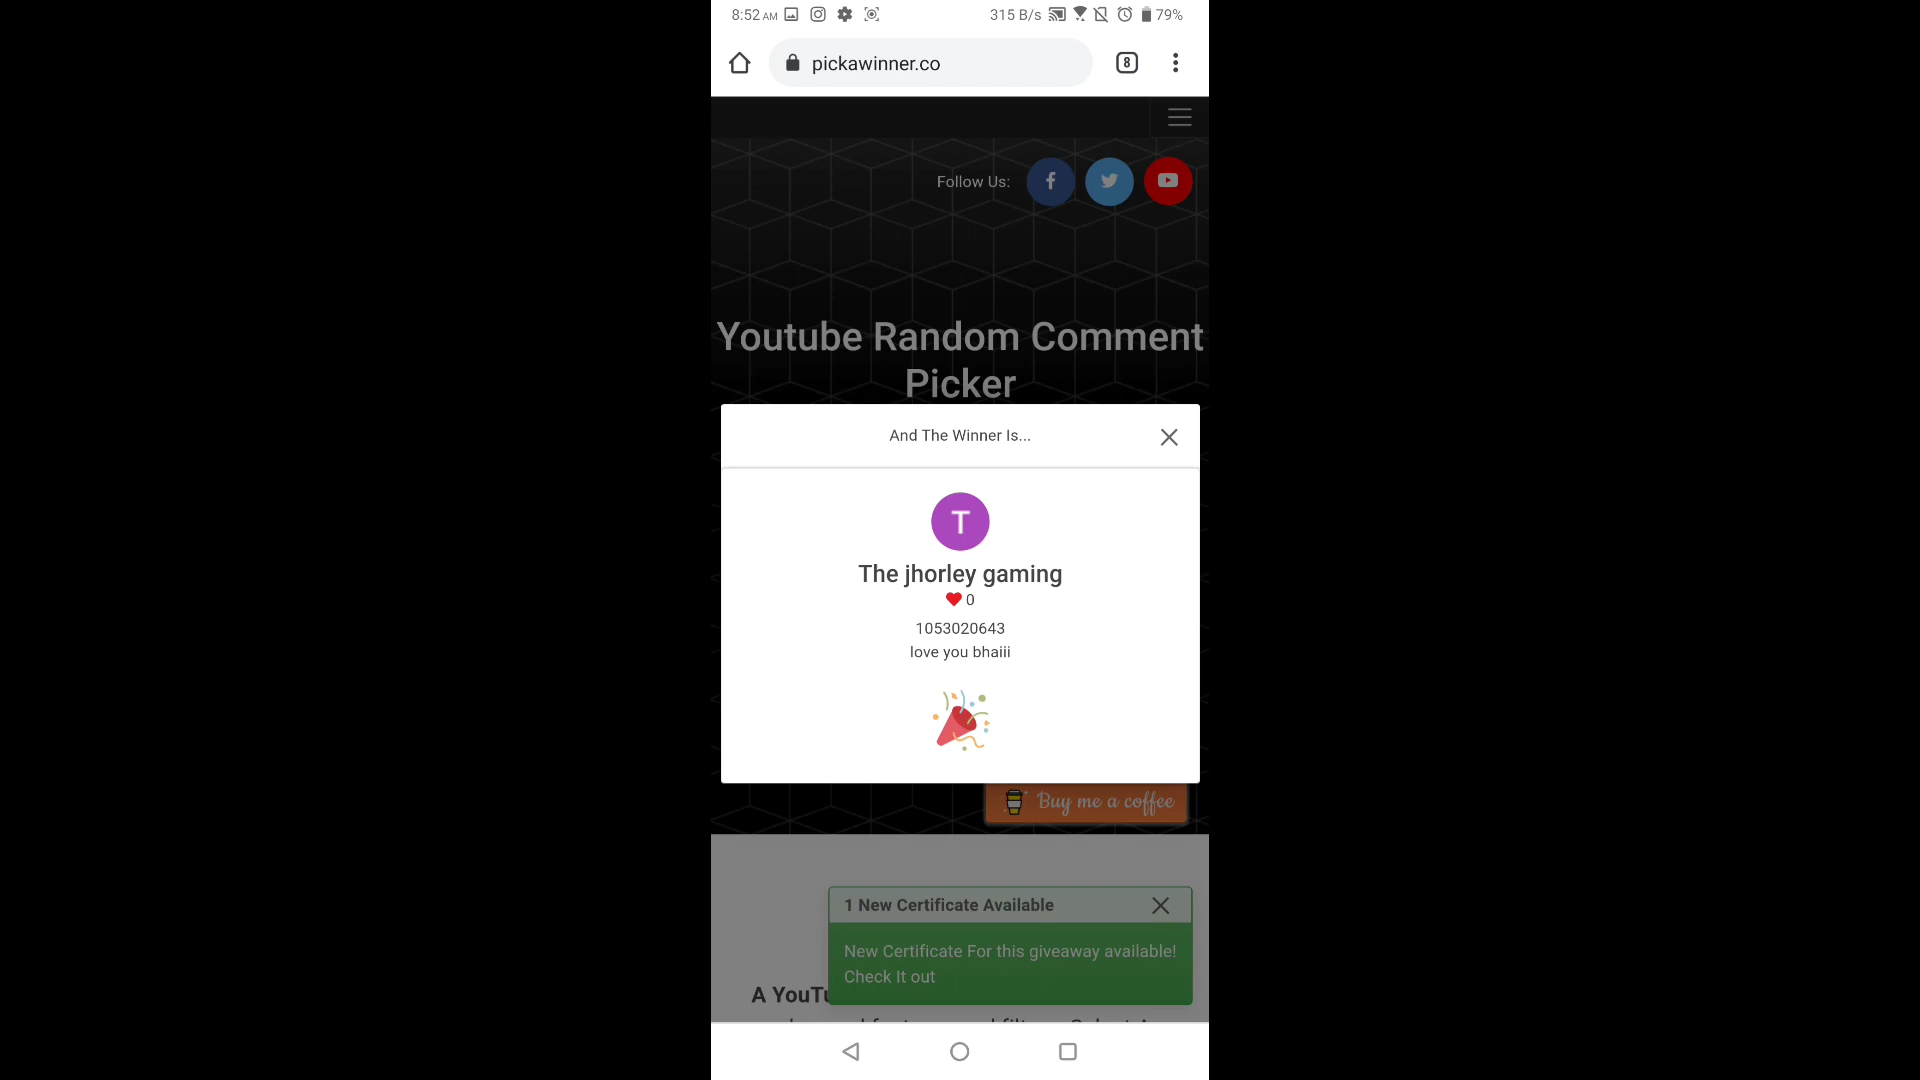 8:52 AM 315 B/s 79%
pickawinner.co 8
Follow Us:
Youtube Random Comment
Picker
And The Winner Is...
T
The jhorley gaming
0
1053020643
love you bhaiii
Buy me a coffee
1 New Certificate Available
New Certificate For this giveaway available!
Check It out
A YouTu